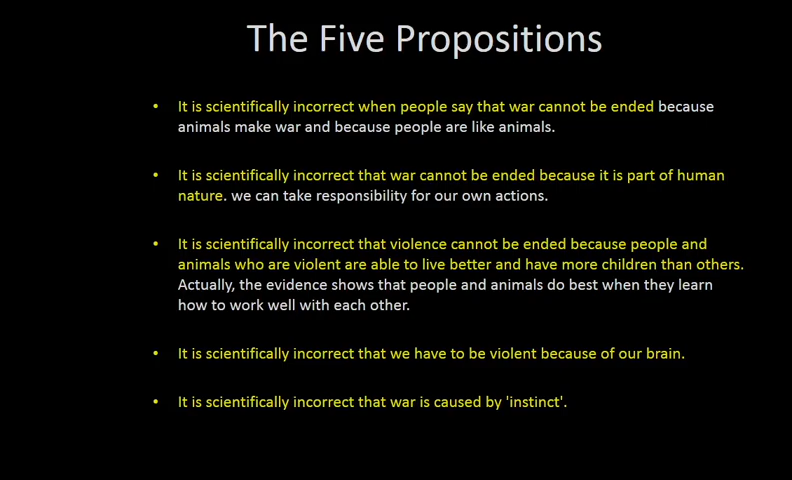 The Five Propositions
• It is scientifically incorrect when people say that war cannot be ended because
animals make war and because people are like animals.
• It is scientifically incorrect that war cannot be ended because it is part of human
nature. we can take responsibility for our own actions.
• It is scientifically incorrect that violence cannot be ended because people and
animals who are violent are able to live better and have more children than others.
Actually, the evidence shows that people and animals do best when they learn
how to work well with each other.
• It is scientifically incorrect that we have to be violent because of our brain.
• It is scientifically incorrect that war is caused by 'instinct'.